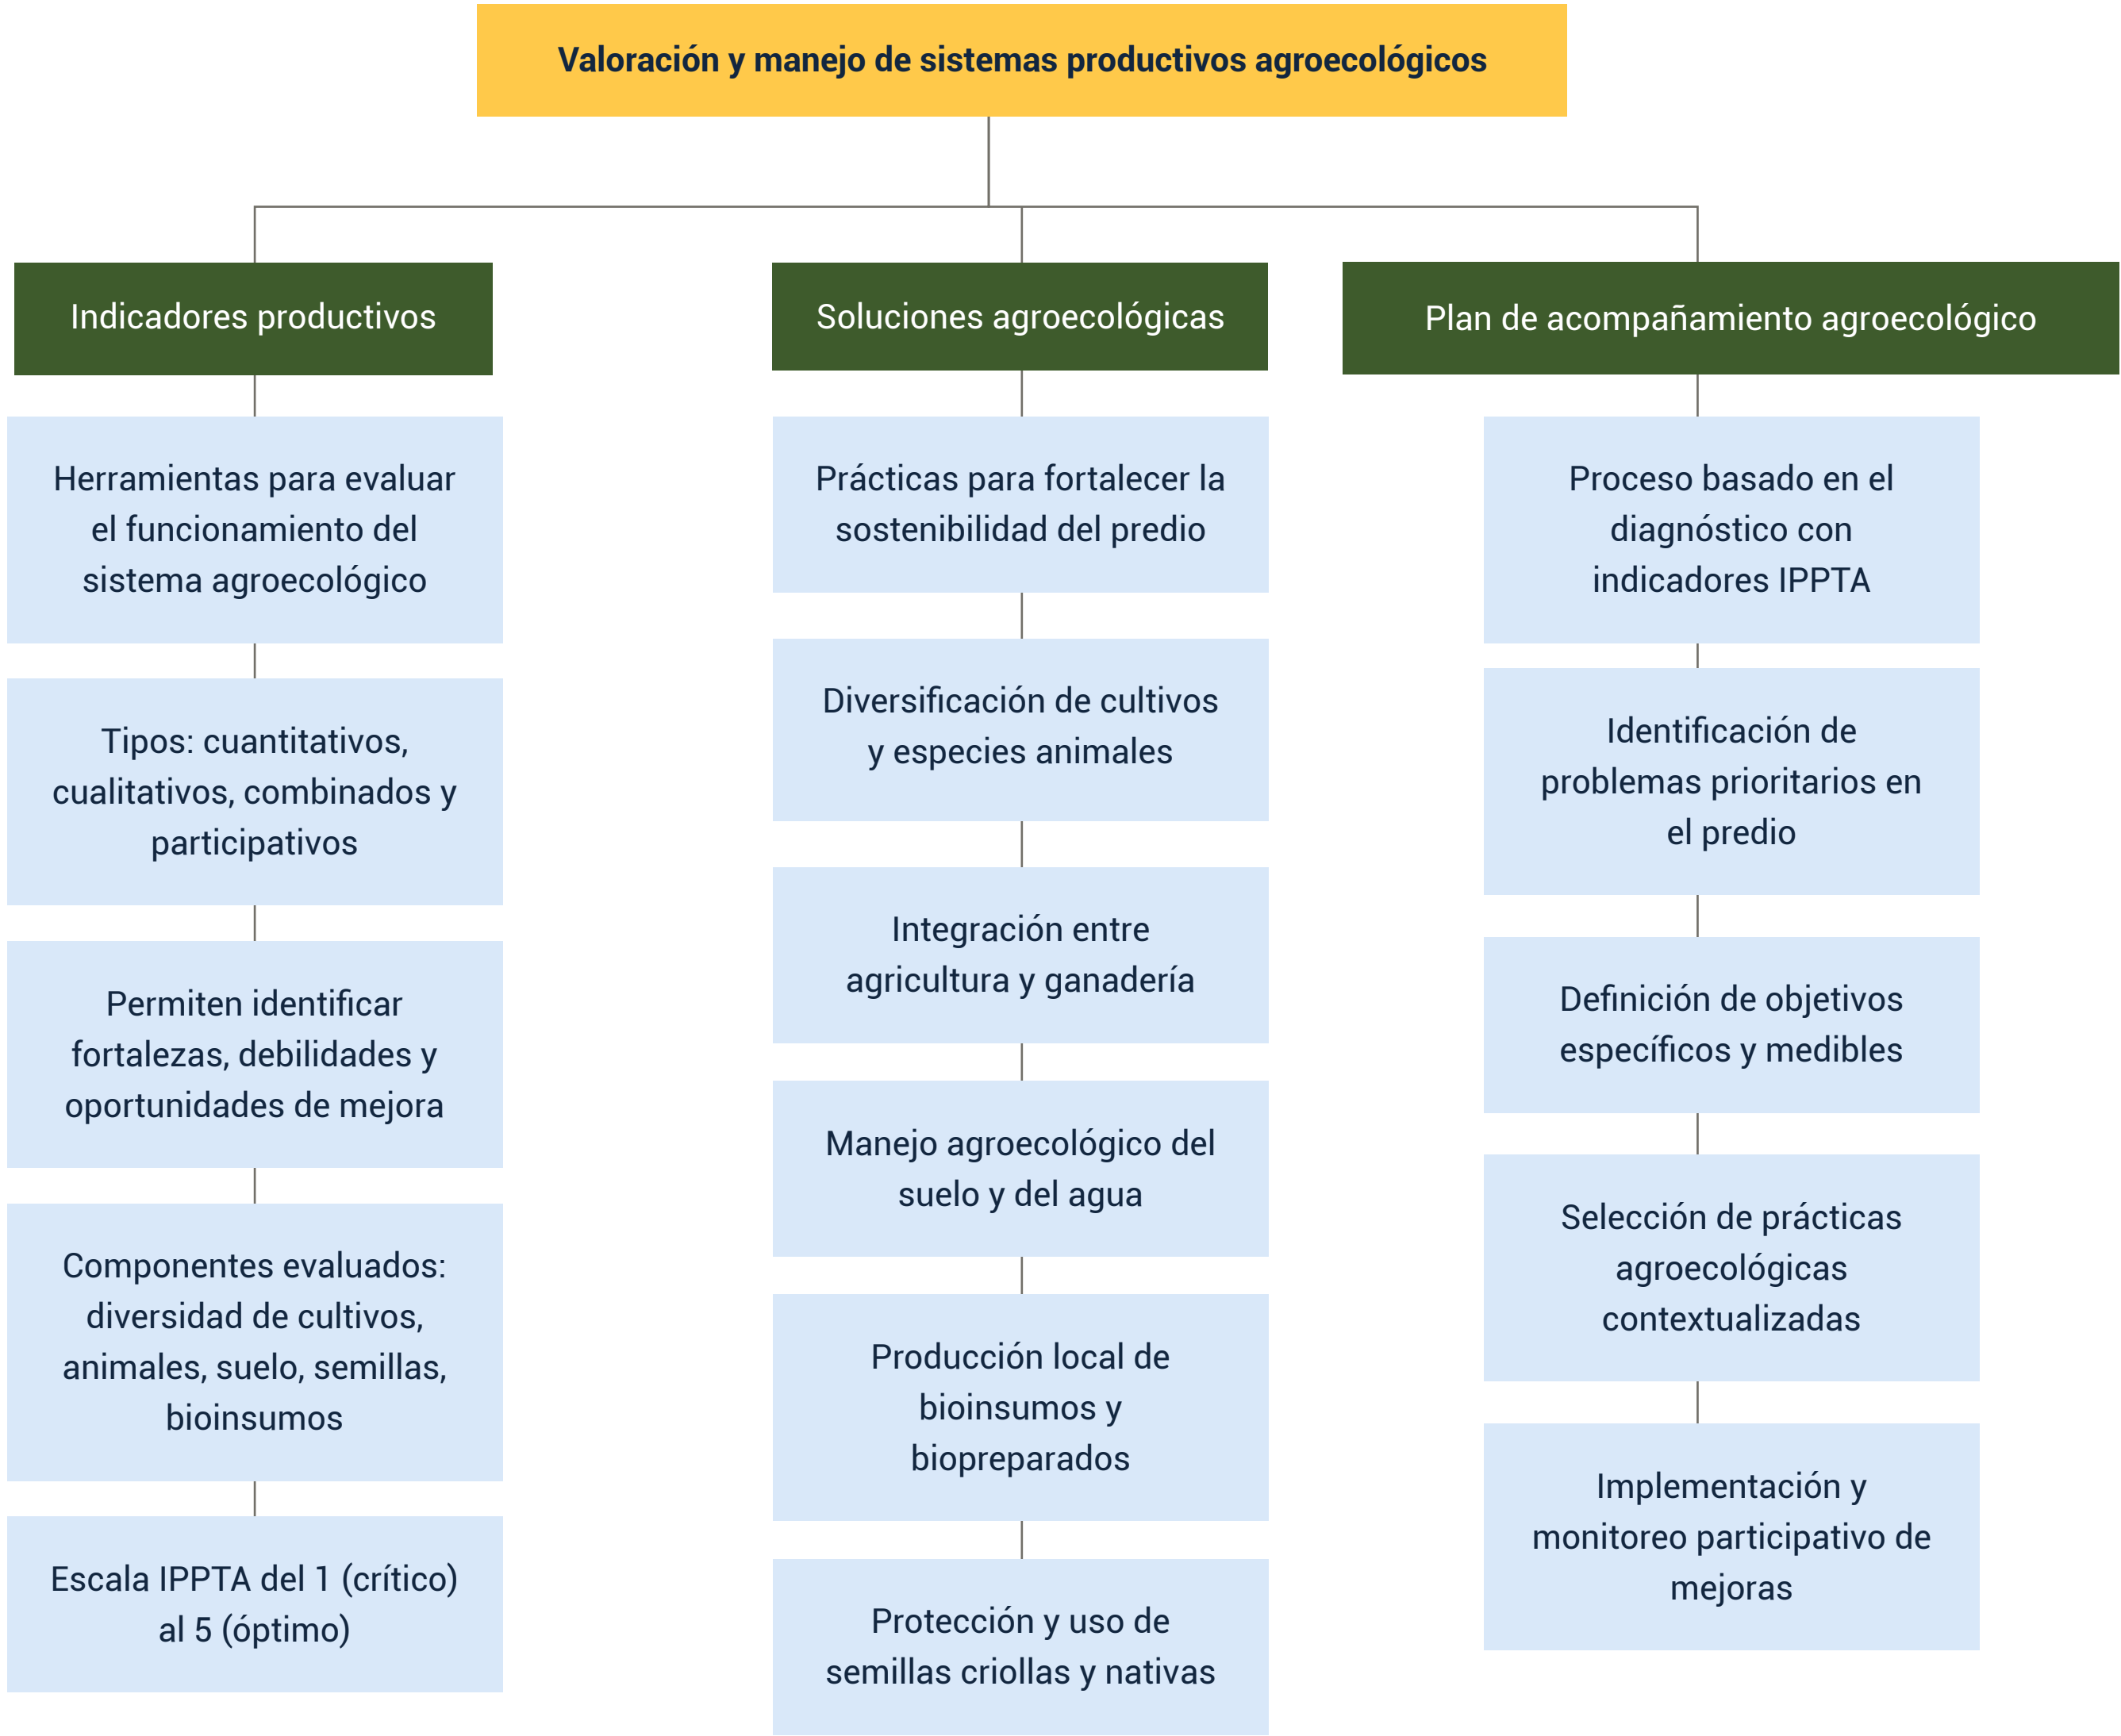 Valoración y manejo de sistemas productivos agroecológicos
Indicadores productivos
Herramientas para evaluar
el funcionamiento del
sistema agroecológico
Tipos: cuantitativos,
cualitativos, combinados y
participativos
Permiten identificar
fortalezas, debilidades y
oportunidades de mejora
Componentes evaluados:
diversidad de cultivos,
animales, suelo, semillas,
bioinsumos
Escala IPPTA del 1 (crítico)
al 5 (óptimo)
Soluciones agroecológicas
Prácticas para fortalecer la
sostenibilidad del predio
Diversificación de cultivos
y especies animales
Integración entre
agricultura y ganadería
Manejo agroecológico del
suelo y del agua
Producción local de
bioinsumos y
biopreparados
Protección y uso de
semillas criollas y nativas
Plan de acompañamiento agroecológico
Proceso basado en el
diagnóstico con
indicadores IPPTA
Identificación de
problemas prioritarios en
el predio
Definición de objetivos
específicos y medibles
Selección de prácticas
agroecológicas
contextualizadas
Implementación y
monitoreo participativo de
mejoras